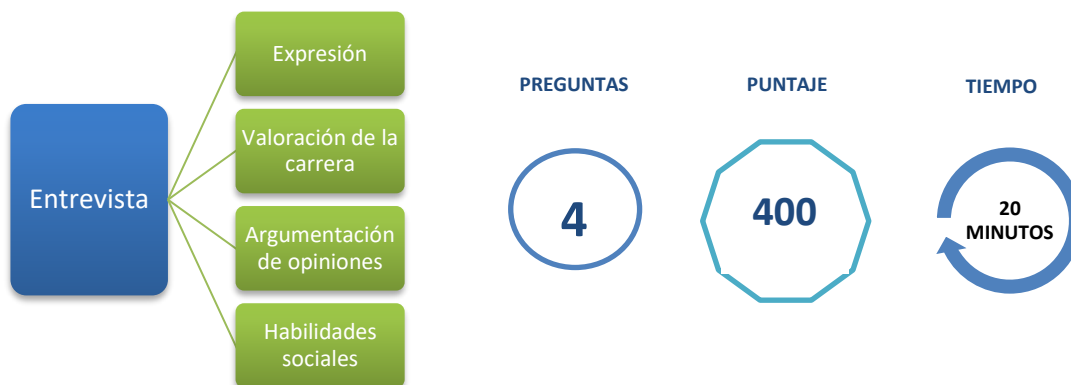 Entrevista
Expresión
Valoración de la
carrera
Argumentación
de opiniones
Habilidades
sociales
PREGUNTAS
4
PUNTAJE
400
TIEMPO
20
MINUTOS